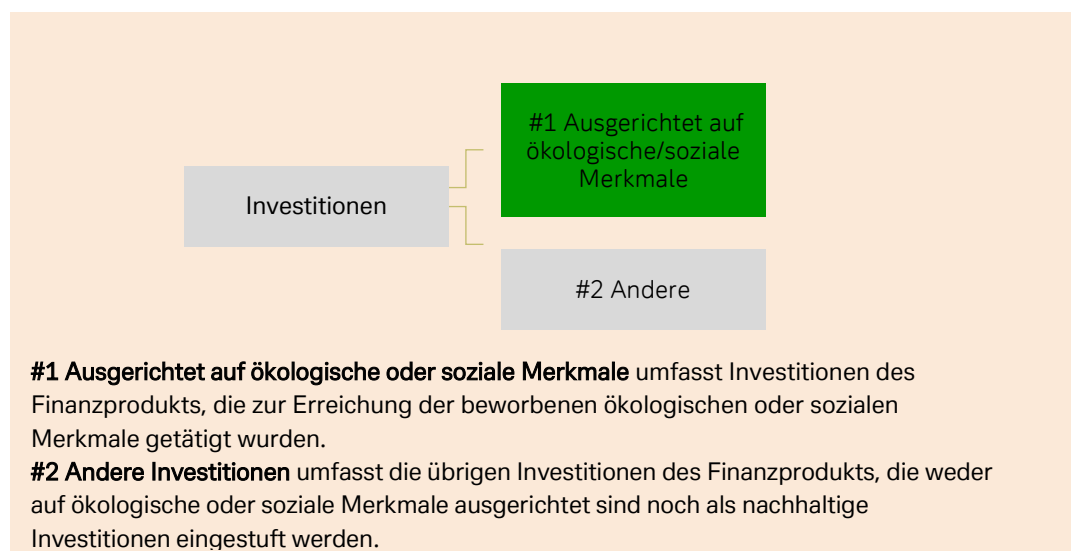 #1 Ausgerichtet auf
ökologische/soziale
Merkmale
Investitionen
#2 Andere
#1 Ausgerichtet auf ökologische oder soziale Merkmale umfasst Investitionen des
Finanzprodukts, die zur Erreichung der beworbenen ökologischen oder sozialen
Merkmale getätigt wurden.
#2 Andere Investitionen umfasst die übrigen Investitionen des Finanzprodukts, die weder
auf ökologische oder soziale Merkmale ausgerichtet sind noch als nachhaltige
Investitionen eingestuft werden.